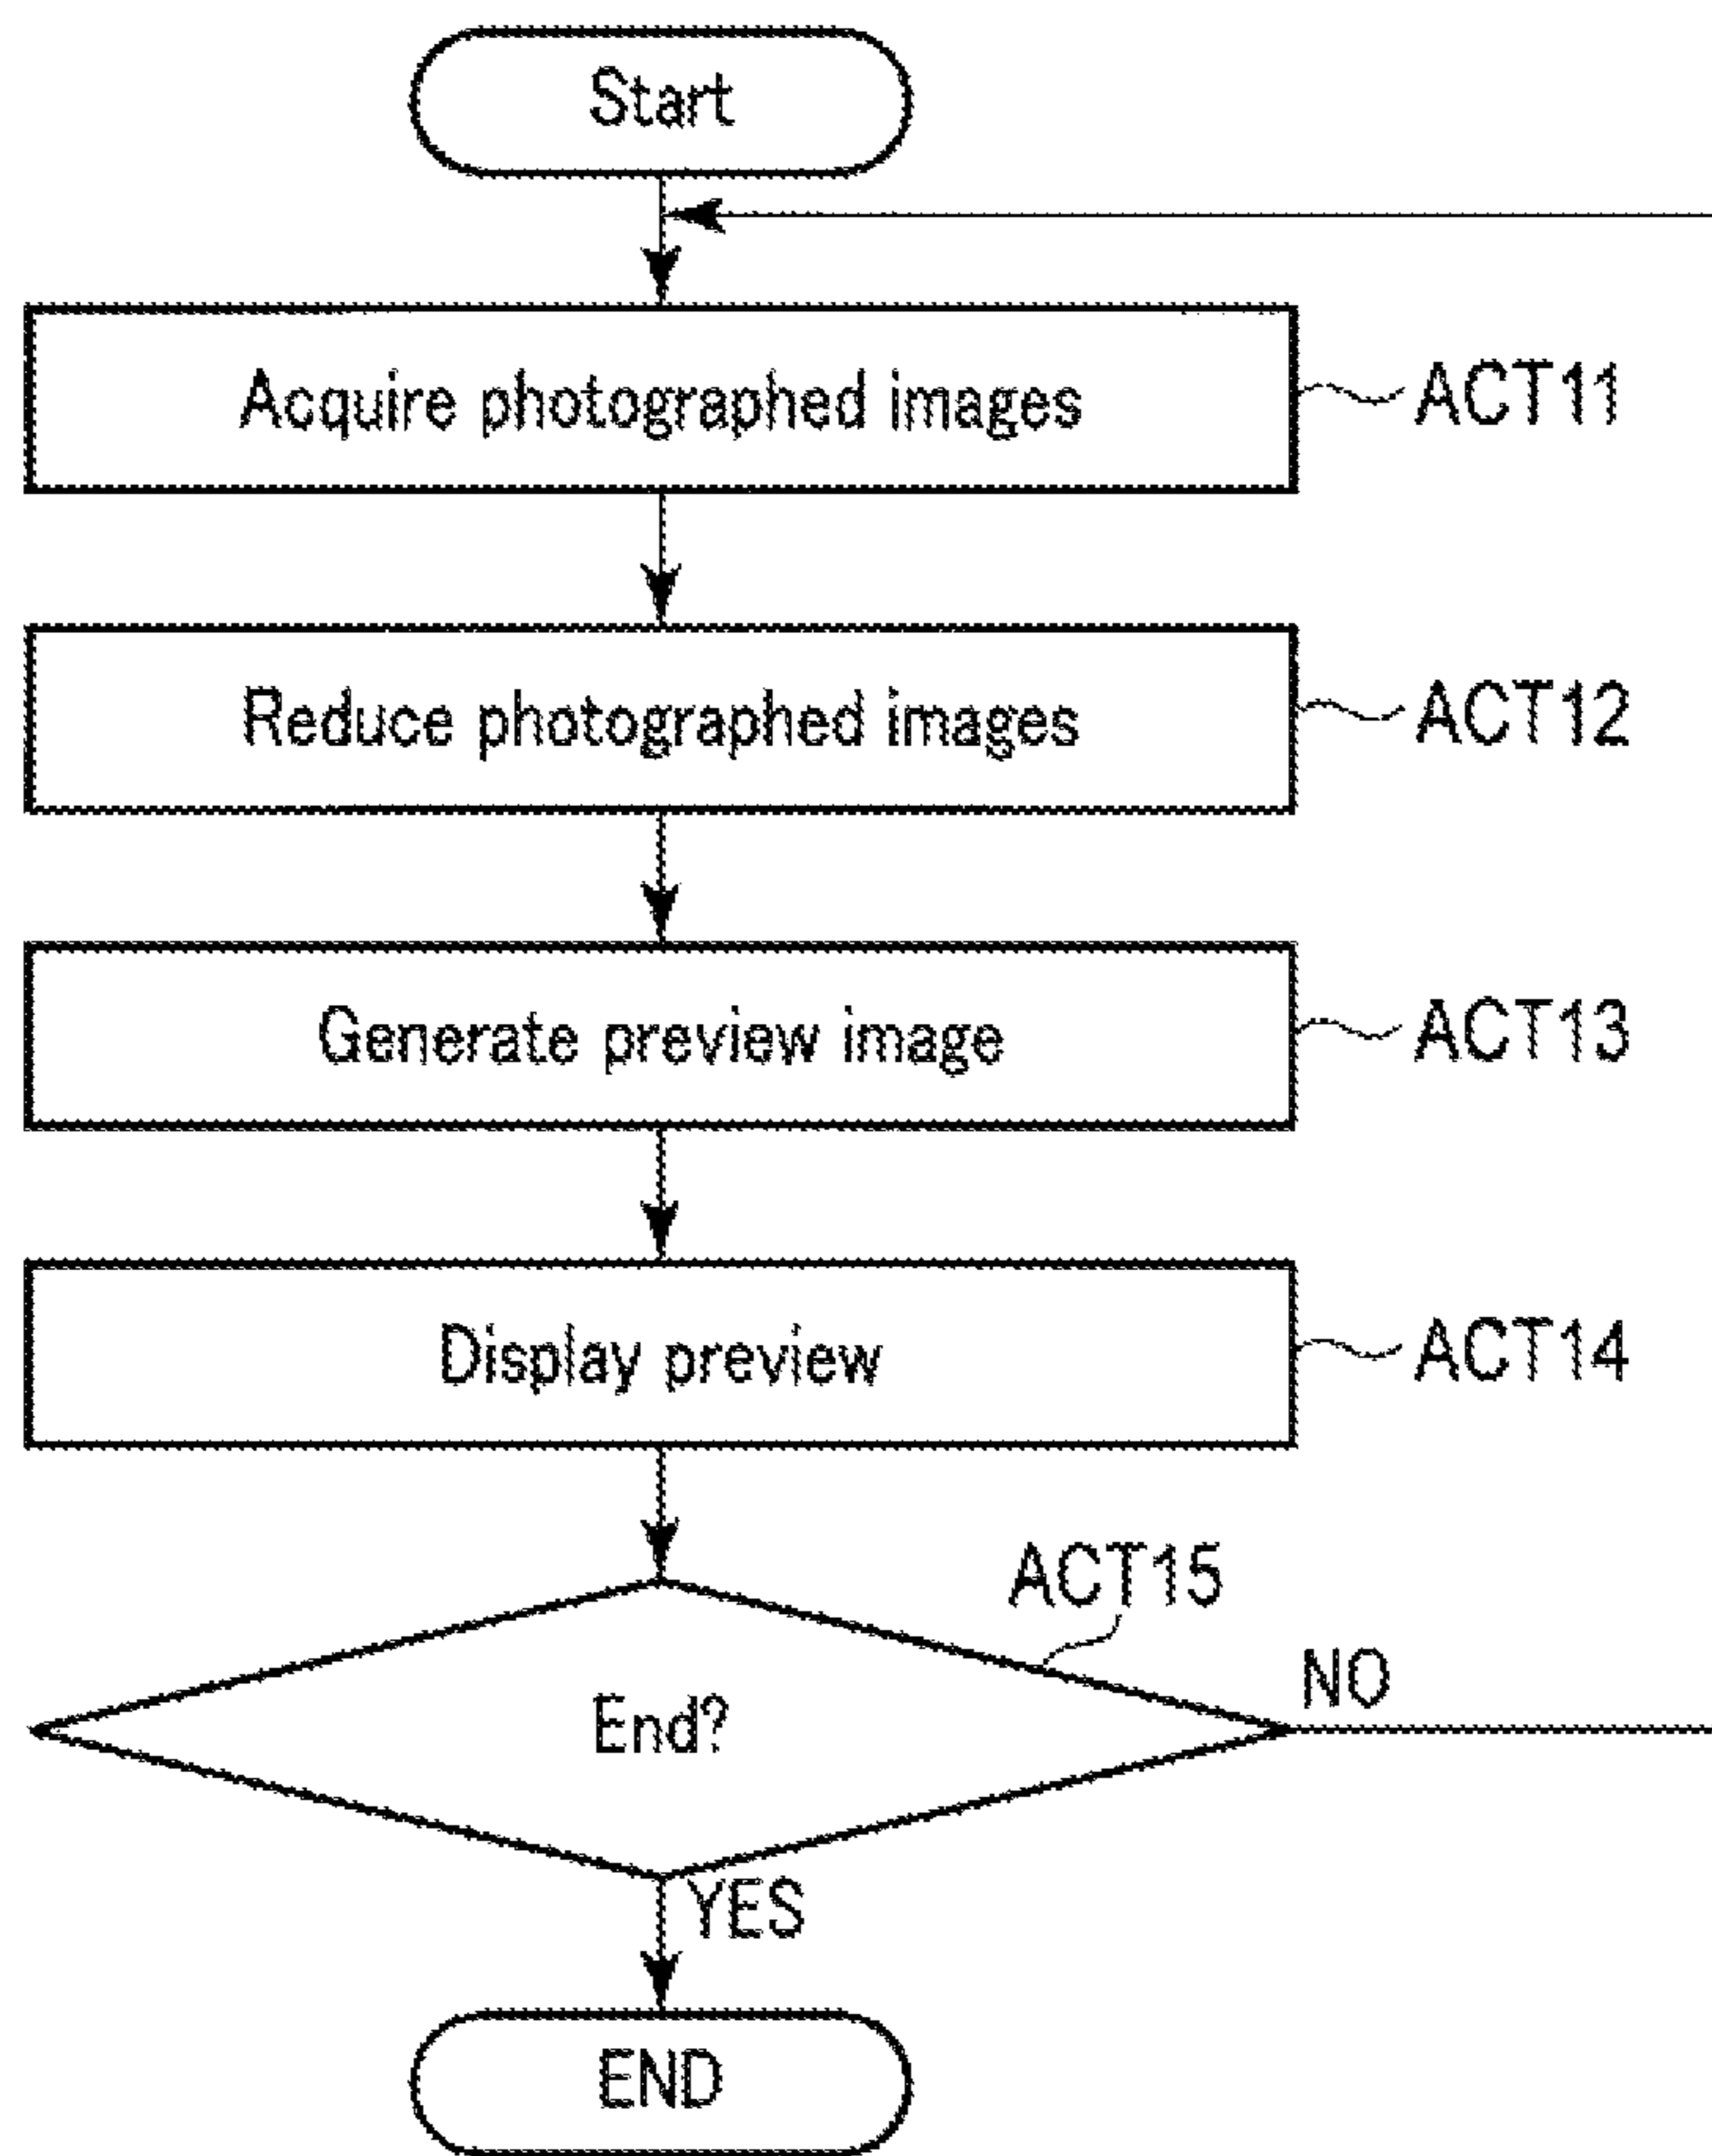 Start
Acquire photographed images
ACT11
Reduce photographed images
ACT12
Generate preview image
ACT13
Display preview
ACT14
ACT15
End?
NO
YES
END